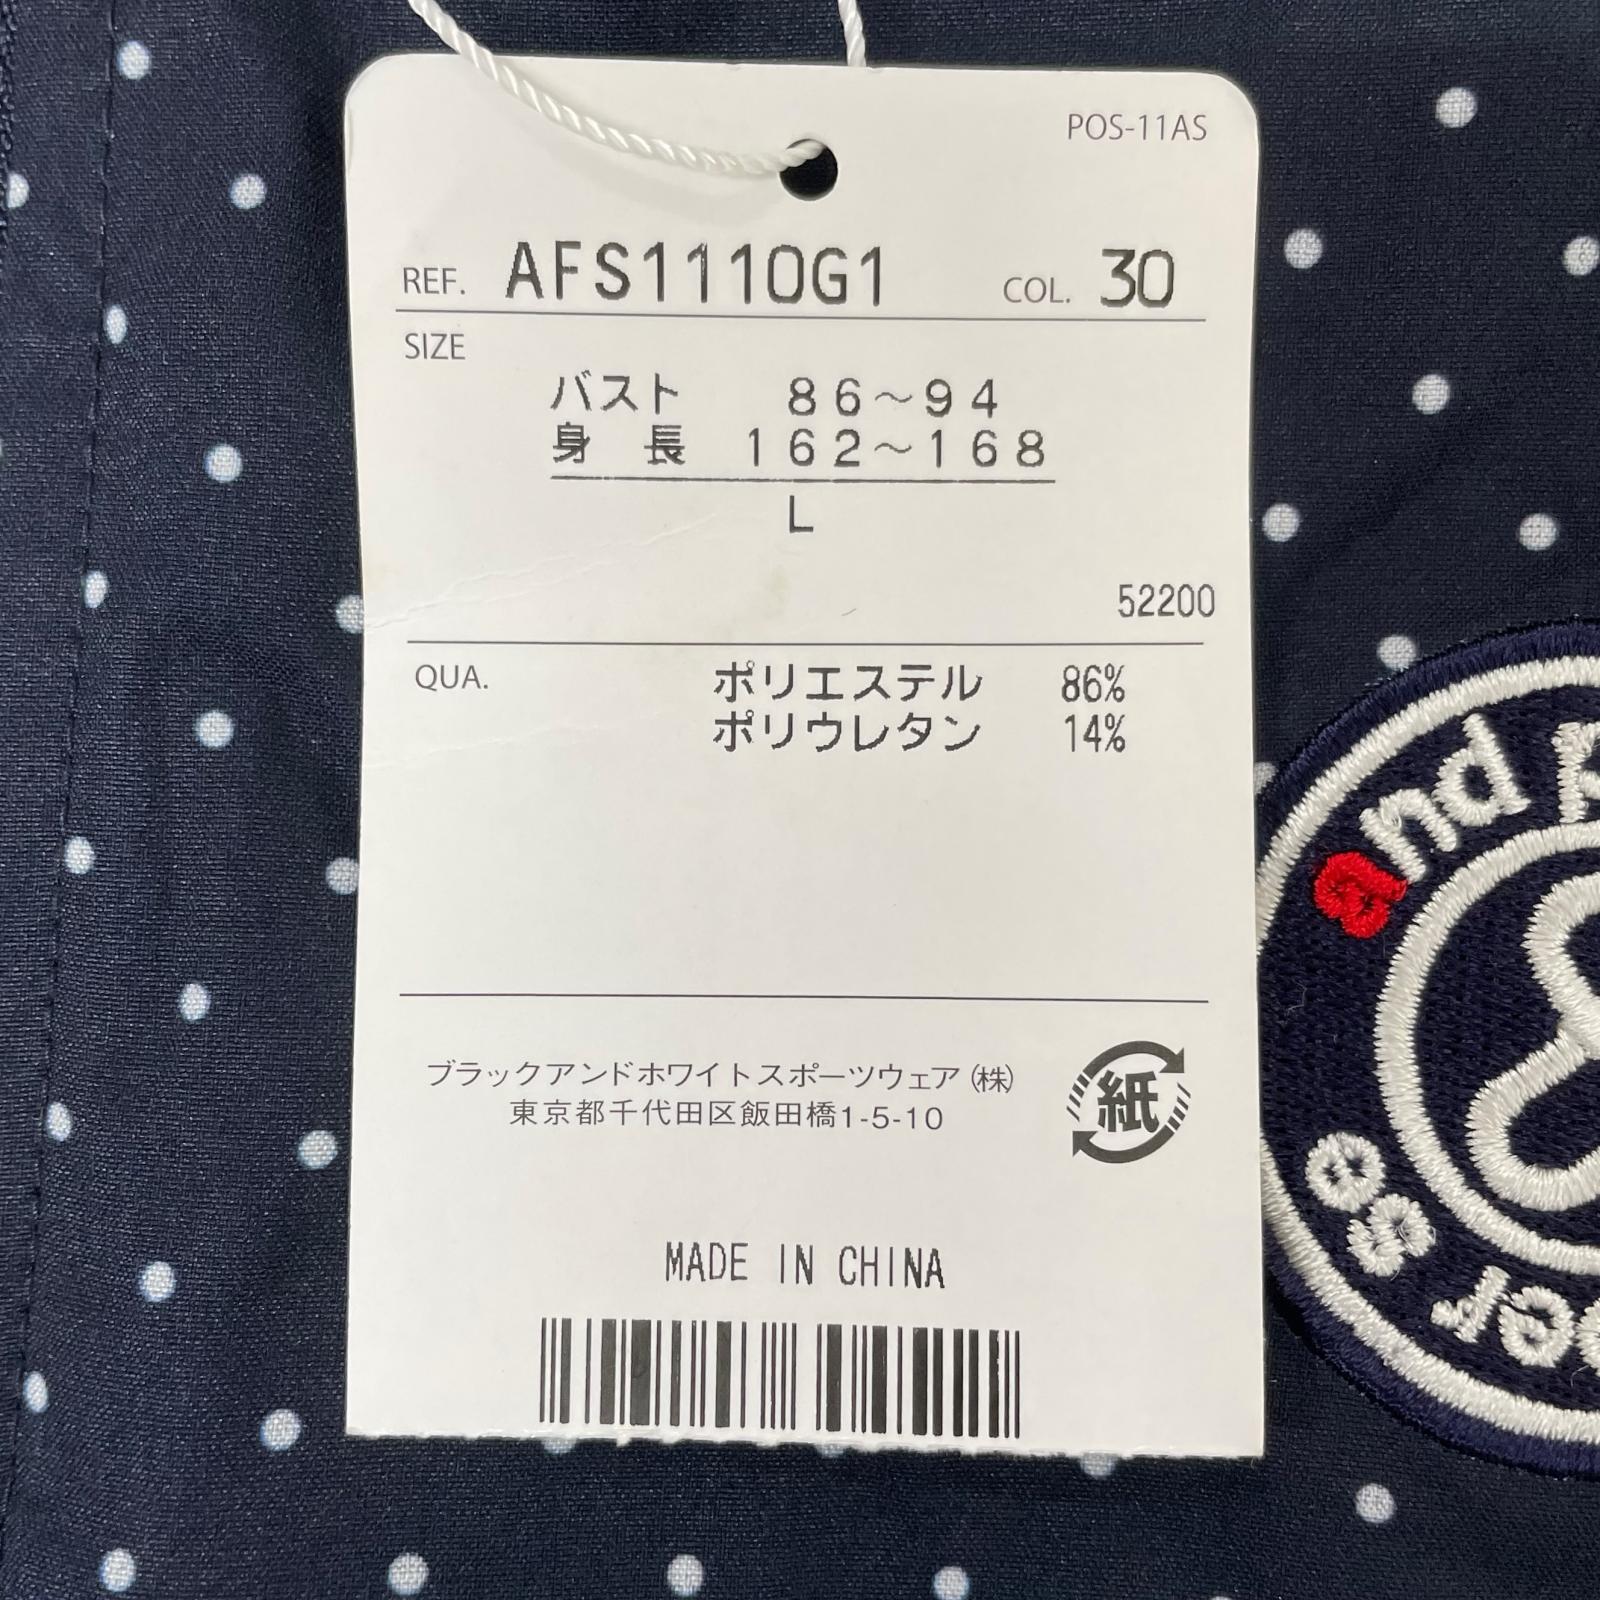 POS-11AS
REF. AFS1110G1 COL. 30
SIZE
バスト 86～94
身長 162～168
L
52200
QUA. ポリエステル 86%
ポリウレタン 14%
ブラックアンドホワイトスポーツウェア㈱
東京都千代田区飯田橋1-5-10
紙
MADE IN CHINA
and
88